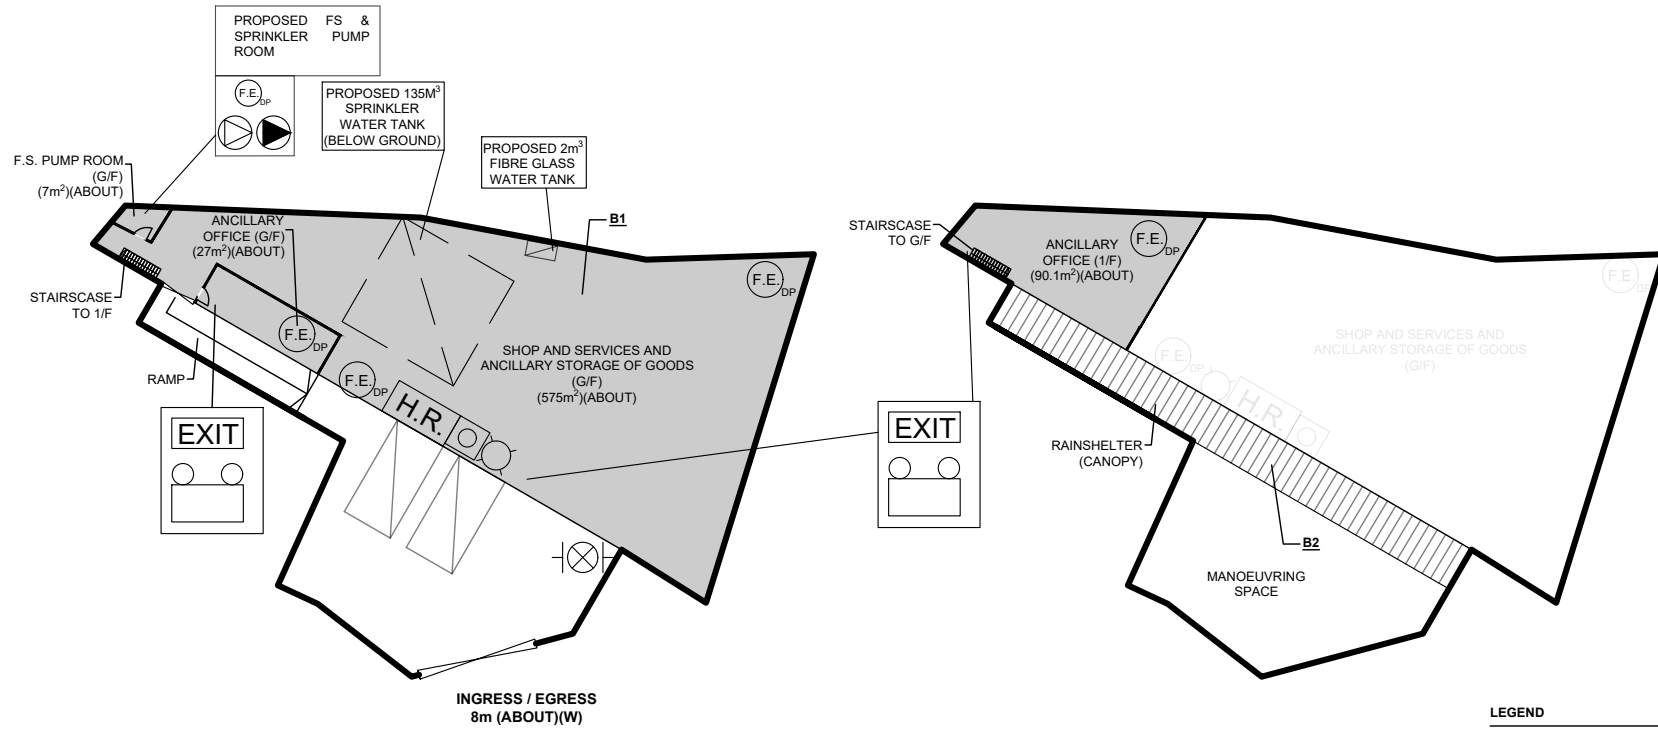 PROPOSED FS &
SPRINKLER PUMP
ROOM
F.E.
DP
PROPOSED 135M³
SPRINKLER
WATER TANK
(BELOW GROUND)
PROPOSED 2m³
FIBRE GLASS
WATER TANK
F.S. PUMP ROOM
(G/F)
(7m²)(ABOUT)
ANCILLARY
OFFICE (G/F)
(27m²)(ABOUT)
B1
F.E.
DP
STAIRSCASE
TO 1/F
F.E.
DP
RAMP
F.E.
DP
SHOP AND SERVICES AND
ANCILLARY STORAGE OF GOODS
(G/F)
(575m²)(ABOUT)
H.R.
EXIT
INGRESS / EGRESS
8m (ABOUT)(W)
EXIT
STAIRSCASE
TO G/F
ANCILLARY
OFFICE (1/F)
(90.1m²)(ABOUT)
F.E.
DP
F.E.
DP
SHOP AND SERVICES AND
ANCILLARY STORAGE OF GOODS
(G/F)
F.E.
DP
H.R.
RAINSHELTER
(CANOPY)
B2
MANOEUVRING
SPACE
LEGEND